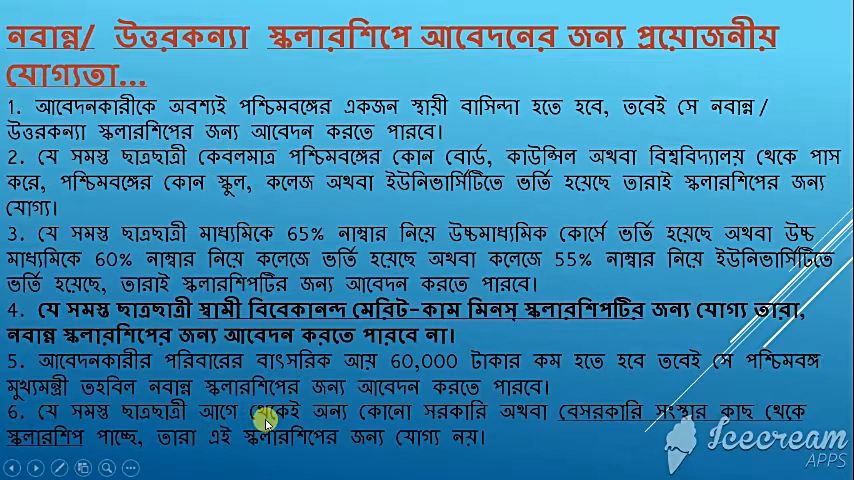 নবান্ন/ উত্তরকন্যা স্কলারশিপে আবেদনের জন্য প্রয়োজনীয়
যোগ্যতা...
1. আবেদনকারীকে অবশ্যই পশ্চিমবঙ্গের একজন স্থায়ী বাসিন্দা হতে হবে, তবেই সে নবান্ন /
উত্তরকন্যা স্কলারশিপের জন্য আবেদন করতে পারবে।
2. যে সমস্ত ছাত্রছাত্রী কেবলমাত্র পশ্চিমবঙ্গের কোন বোর্ড, কাউন্সিল অথবা বিশ্ববিদ্যালয় থেকে পাস
করে, পশ্চিমবঙ্গের কোন স্কুল, কলেজ অথবা ইউনিভার্সিটিতে ভর্তি হয়েছে তারাই স্কলারশিপের জন্য
যোগ্য।
3. যে সমস্ত ছাত্রছাত্রী মাধ্যমিকে 65% নাম্বার নিয়ে উচ্চমাধ্যমিক কোর্সে ভর্তি হয়েছে অথবা উচ্চ
মাধ্যমিকে 60% নাম্বার নিয়ে কলেজে ভর্তি হয়েছে অথবা কলেজে 55% নাম্বার নিয়ে ইউনিভার্সিটিতে
ভর্তি হয়েছে, তারাই স্কলারশিপটির জন্য আবেদন করতে পারবে।
4. যে সমস্ত ছাত্রছাত্রী স্বামী বিবেকানন্দ মেরিট-কাম মিনস্ স্কলারশিপটির জন্য যোগ্য তারা,
নবান্ন স্কলারশিপের জন্য আবেদন করতে পারবে না।
5. আবেদনকারীর পরিবারের বাৎসরিক আয় 60,000 টাকার কম হতে হবে তবেই সে পশ্চিমবঙ্গ
মুখ্যমন্ত্রী তহবিল নবান্ন স্কলারশিপের জন্য আবেদন করতে পারবে।
6. যে সমস্ত ছাত্রছাত্রী আগে থেকেই অন্য কোনো সরকারি অথবা বেসরকারি সংস্থার কাছ থেকে
স্কলারশিপ পাচ্ছে, তারা এই স্কলারশিপের জন্য যোগ্য নয়।
Icecream
APPS